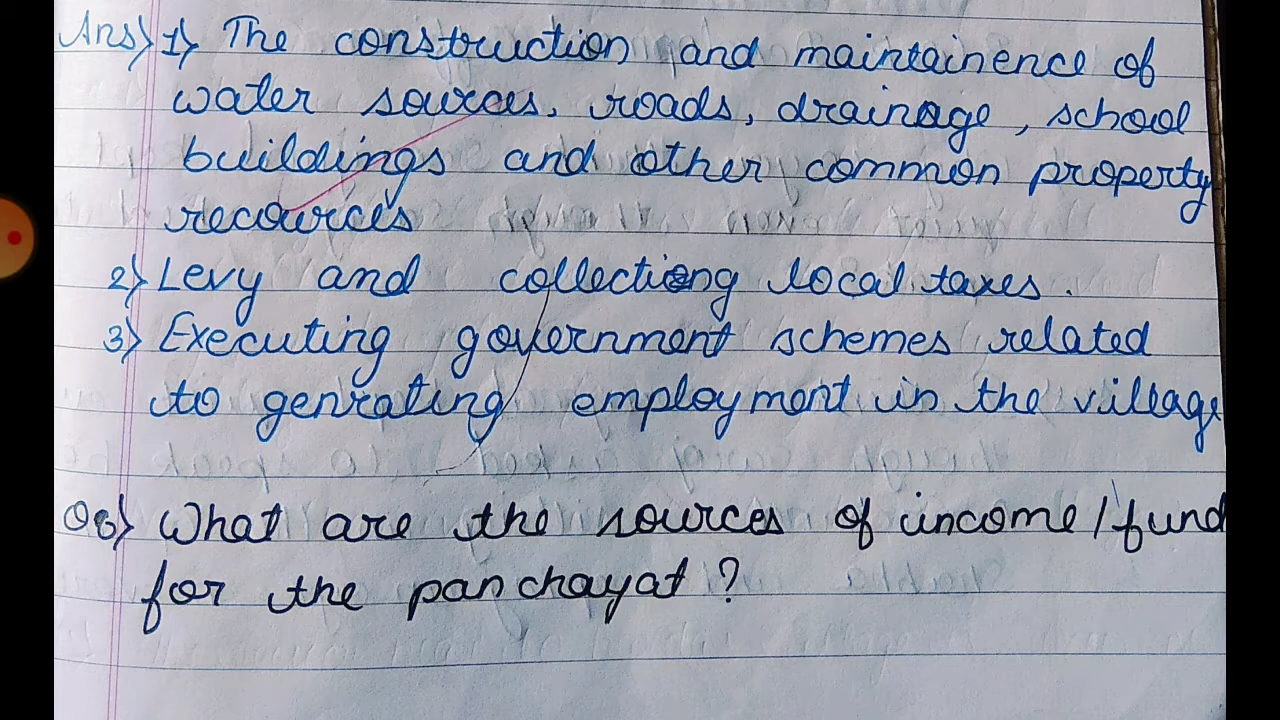 Ans) 1) The construction and maintainence of
water sources, roads, drainage, school
buildings and other common property
recources
2) Levy and collectiong local taxes.
3) Executing government schemes related
to genrating employment in the village
Q6) What are the sources of income/fund
for the panchayat?